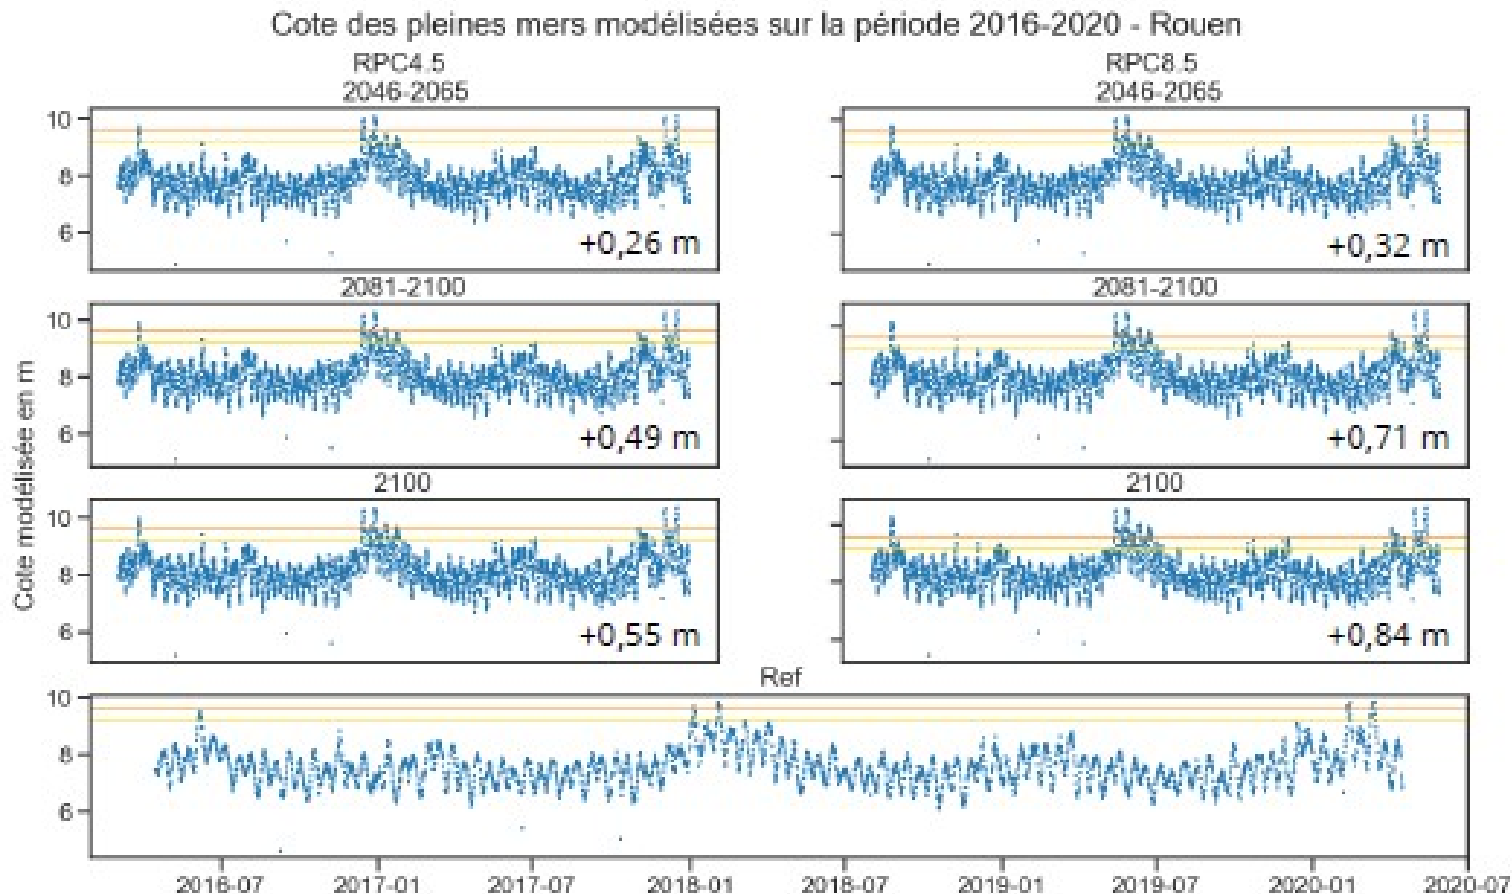 Cote des pleines mers modélisées sur la période 2016-2020 - Rouen
RPC4.5
2046-2065
RPC8.5
2046-2065
10
8
6
+0,26 m
+0,32 m
2081-2100
2081-2100
10
8
6
+0,49 m
+0,71 m
2100
2100
10
8
6
+0,55 m
+0,84 m
Cote modélisée en m
Ref
10
8
6
2016-07
2017-01
2017-07
2018-01
2018-07
2019-01
2019-07
2020-01
2020-07